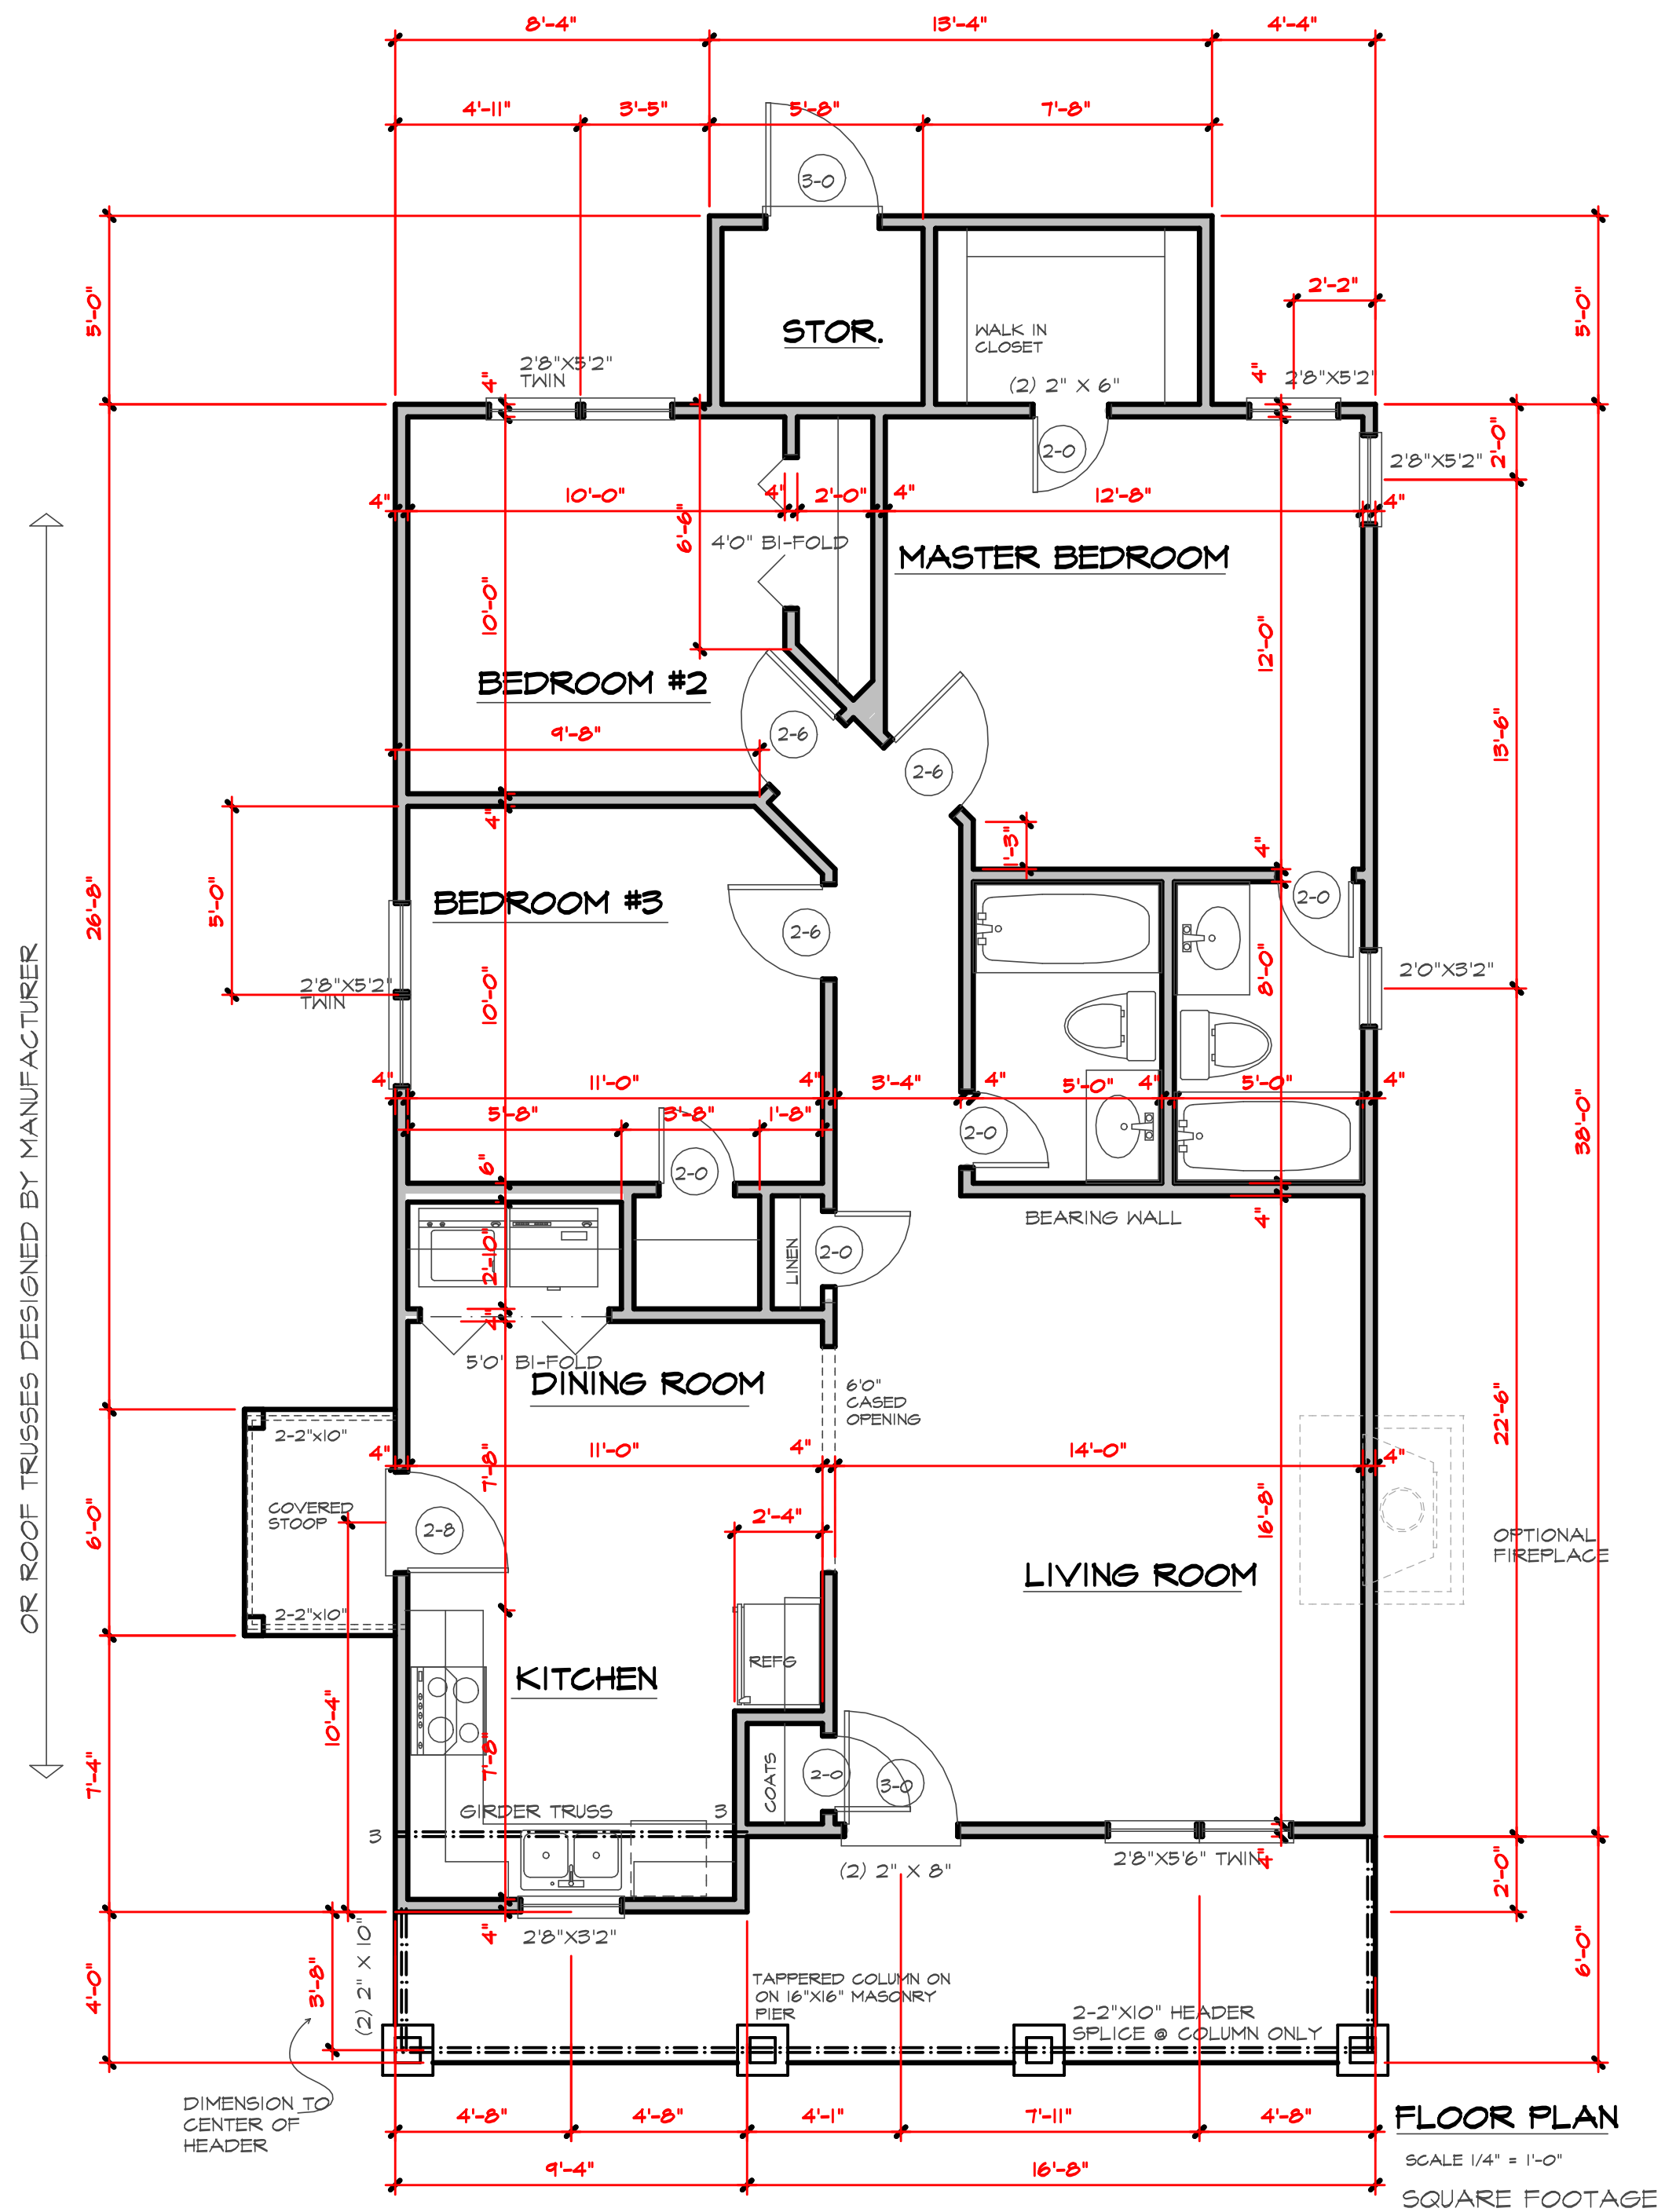 8'-4" 13'-4" 4'-4"
4'-11" 3'-5" 5'-8" 7'-8"
3-0
5'-0"
STOR.
WALK IN
CLOSET
(2) 2" X 6"
2'-2"
5'-0"
2'8"X5'2"
TWIN
4"
4"
2'8"X5'2"
2-0
2'8"X5'2"
2'-0"
4" 10'-0" 4" 2'-0" 4" 12'-8" 4"
6'-6"
4'0" BI-FOLD
MASTER BEDROOM
10'-0"
12'-0"
BEDROOM #2
9'-8"
2-6
2-6
13'-6"
4"
1'-3"
4"
26'-8"
5'-0"
BEDROOM #3
2-6
2-0
2'8"X5'2"
TWIN
10'-0"
8'-0"
2'0"X3'2"
OR ROOF TRUSSES DESIGNED BY MANUFACTURER
4" 11'-0" 4" 3'-4" 4" 5'-0" 4" 5'-0" 4"
38'-0"
5'-8" 3'-8" 1'-8"
2-0
6"
2-0
BEARING WALL
4"
2'-10"
LINEN
2-0
4"
5'0" BI-FOLD
DINING ROOM
6'0"
CASED
OPENING
22'-6"
2-2"x10"
4" 11'-0" 4" 14'-0" 4"
7'-8"
COVERED
STOOP
6'-0"
2-8
2'-4"
16'-8"
OPTIONAL
FIREPLACE
LIVING ROOM
2-2"x10"
REFG
KITCHEN
10'-4"
7'-4"
7'-8"
COATS
2-0
3-0
GIRDER TRUSS
3
3
(2) 2" X 8"
2'8"X5'6" TWIN
4"
2'-0"
2'8"X3'2"
4"
(2) 2" X 10"
3'-8"
4'-0"
6'-0"
TAPPERED COLUMN ON
ON 16"X16" MASONRY
PIER
2-2"X10" HEADER
SPLICE @ COLUMN ONLY
DIMENSION TO
CENTER OF
HEADER
4'-8" 4'-8" 4'-1" 7'-11" 4'-8"
9'-4" 16'-8"
FLOOR PLAN
SCALE 1/4" = 1'-0"
SQUARE FOOTAGE